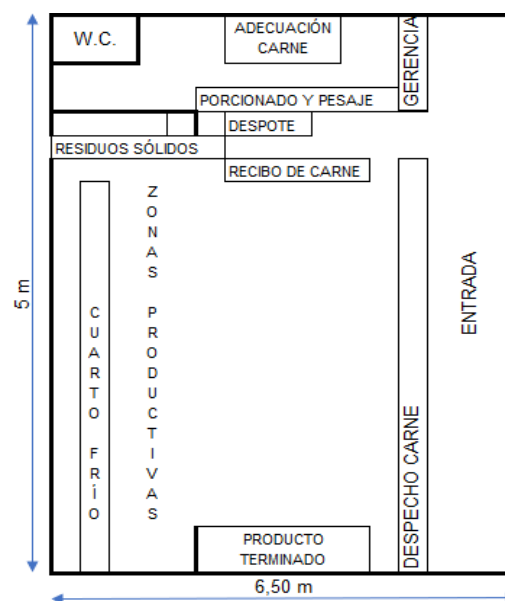 W.C.
ADECUACIÓN
CARNE
GERENCIA
PORCIONADO Y PESAJE
DESPOTE
RESIDUOS SÓLIDOS
RECIBO DE CARNE
ZONAS PRODUCTIVAS
CUARTO FRÍO
5 m
ENTRADA
DESPECHO CARNE
PRODUCTO
TERMINADO
6,50 m